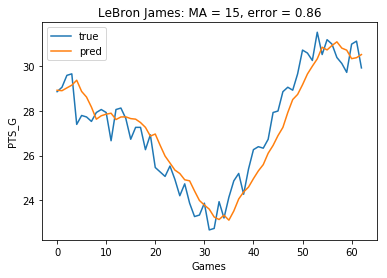 LeBron James: MA = 15, error = 0.86
true
pred
PTS_G
30
28
26
24
0
10
20
30
40
50
60
Games